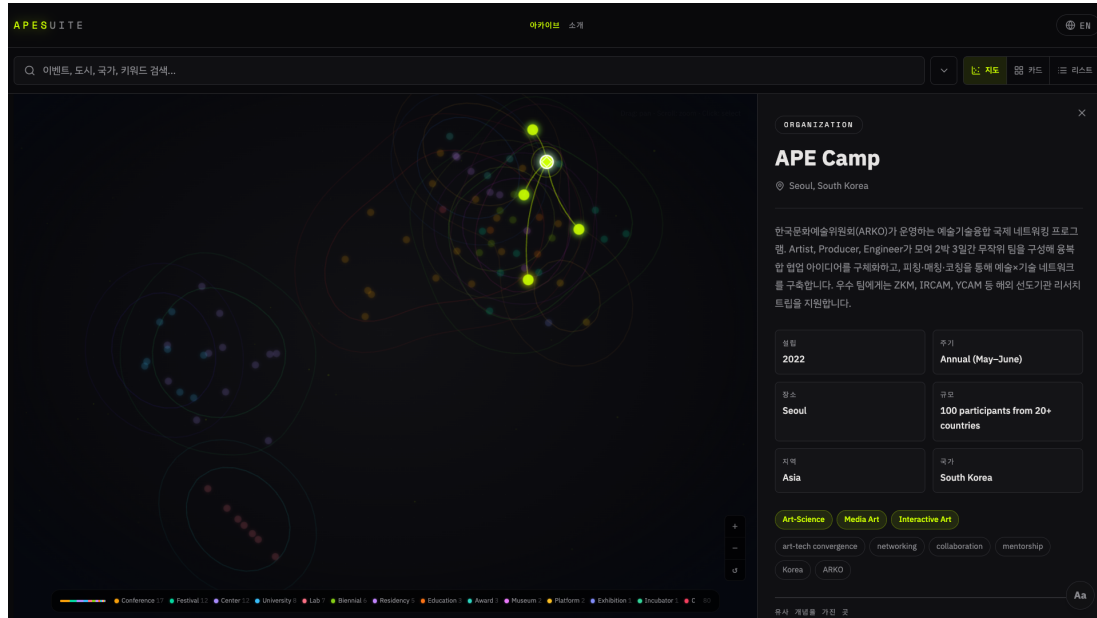 APESUITE
아카이브 소개
EN
이벤트, 도시, 국가, 키워드 검색...
지도 카드 리스트
ORGANIZATION
APE Camp
Seoul, South Korea
한국문화예술위원회(ARKO)가 운영하는 예술기술융합 국제 네트워킹 프로그
램. Artist, Producer, Engineer가 모여 2박 3일간 무작위 팀을 구성해 융복
합 협업 아이디어를 구체화하고, 피칭·매칭·코칭을 통해 예술×기술 네트워크
를 구축합니다. 우수 팀에게는 ZKM, IRCAM, YCAM 등 해외 선도기관 리서치
트립을 지원합니다.
설립
2022
주기
Annual (May–June)
장소
Seoul
규모
100 participants from 20+
countries
지역
Asia
국가
South Korea
Art-Science Media Art Interactive Art
art-tech convergence networking collaboration mentorship
Korea ARKO
유사 개념을 가진 곳
Aa
+
−
↺
Conference 17 Festival 12 Center 12 University 8 Lab Biennial Residency Education Award Museum 2 Platform 2 Exhibition Incubator C 80